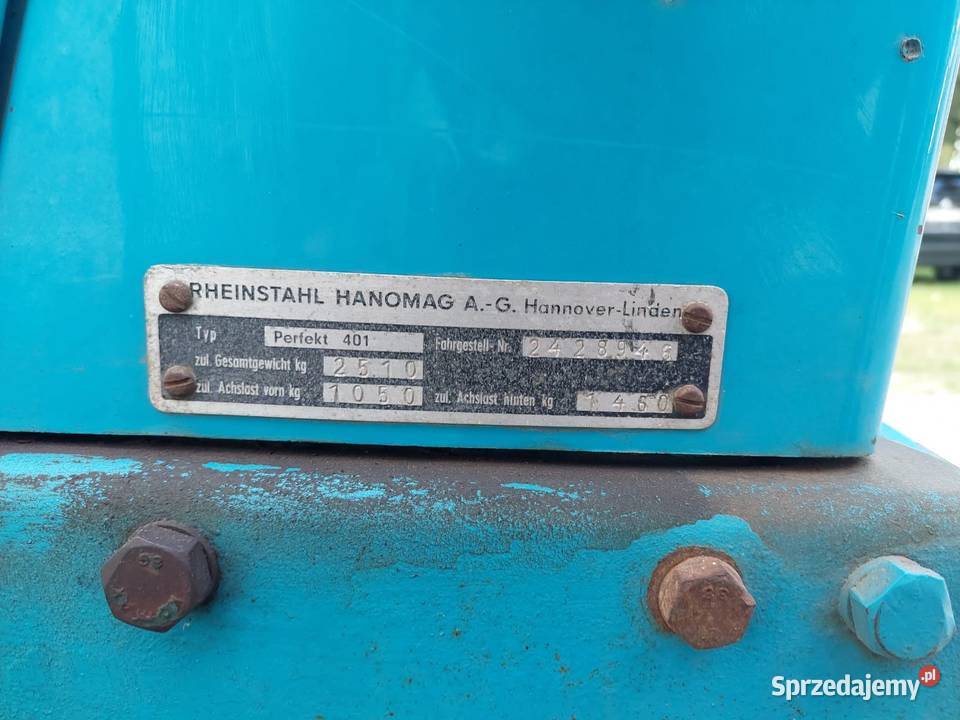 RHEINSTAHL HANOMAG A.-G. Hannover-Linden
Typ Perfekt 401 Fahrgestell-Nr. 2428946
zul. Gesamtgewicht kg 2510
zul. Achslast vorn kg 1050 zul. Achslast hinten kg 1460
Sprzedajemy.pl